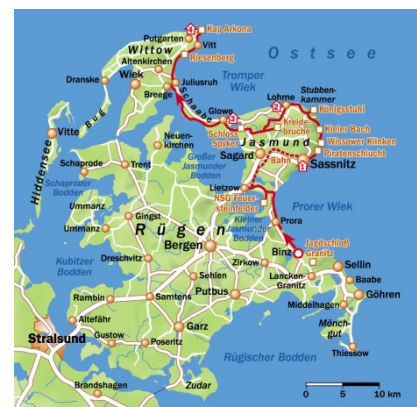 4
Kap Arkona
Putgarten
Vitt
Wittow
Riesenberg
Altenkirchen
Ostsee
Dranske
Wiek
Juliusruh
Tromper
Wiek
Breege
Schaabe
Lohme
2
Stubben-
kammer
Königsstuhl
Bug
Glowe
3
Kreide-
brüche
Kieler Bach
Vitte
Schloss
Spyker
Jasmund
Wissower Klinken
Piratenschlucht
Hiddensee
Neuen-
kirchen
Großer
Jasmunder
Bodden
Sagard
Bahn
1
Sassnitz
Schaprode
Trent
Schaproder
Bodden
Lietzow
NSG Feuer-
steinfelder
Prorer Wiek
Ummanz
Gingst
Kleiner
Jasmunder
Bodden
Prora
Ummanz
Rügen
Jagdschloß
Granitz
Bergen
Binz
Kubitzer
Bodden
Dreschvitz
Zirkow
Sellin
Sehlen
Lancken-
Granitz
Baabe
Rambin
Samtens
Putbus
Göhren
Middelhagen
Altefähr
Garz
Mönch-
gut
Stralsund
Gustow
Poseritz
Thiessow
Rügischer Bodden
Brandshagen
Zudar
0
5
10 km